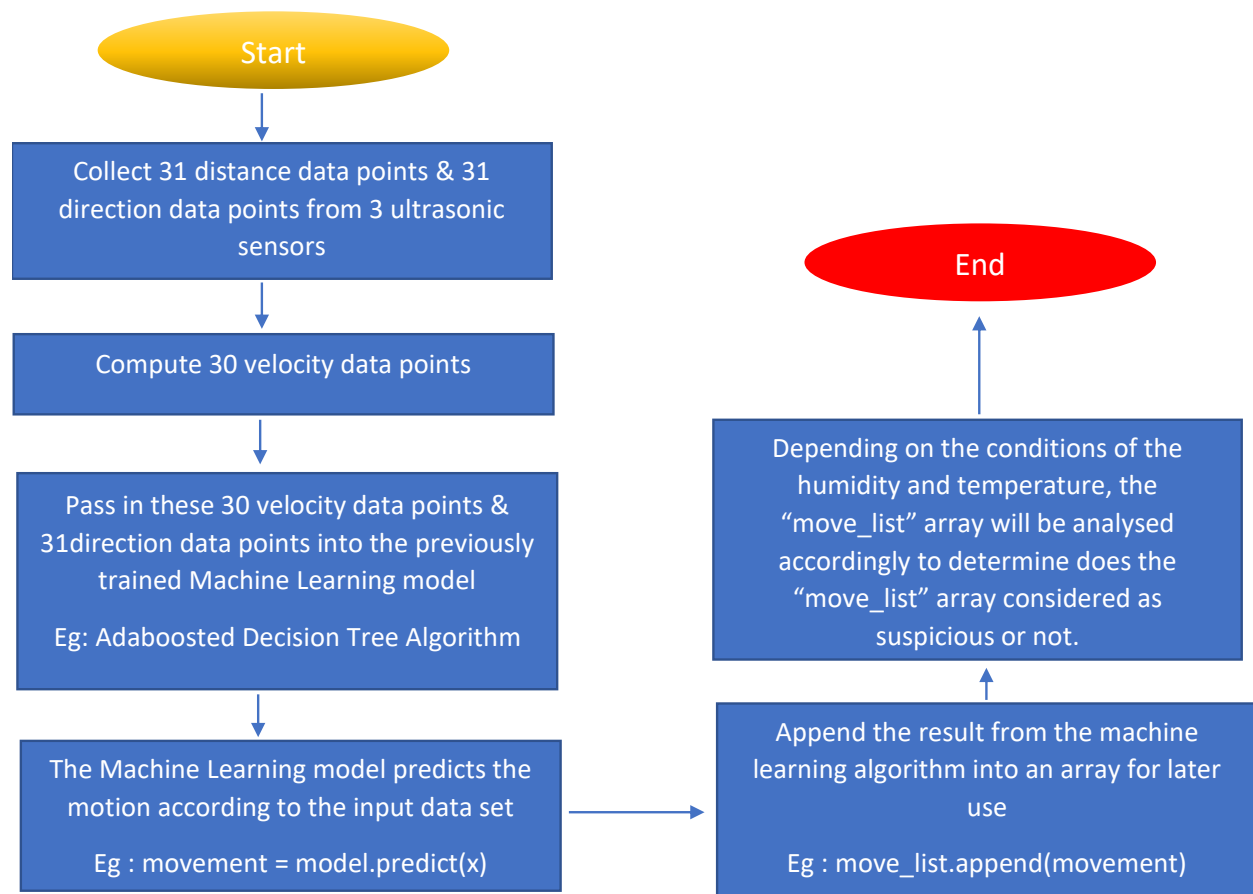 Start
Collect 31 distance data points & 31
direction data points from 3 ultrasonic
sensors
Compute 30 velocity data points
Pass in these 30 velocity data points &
31direction data points into the previously
trained Machine Learning model
Eg: Adaboosted Decision Tree Algorithm
The Machine Learning model predicts the
motion according to the input data set
Eg : movement = model.predict(x)
Append the result from the machine
learning algorithm into an array for later
use
Eg : move_list.append(movement)
Depending on the conditions of the
humidity and temperature, the
“move_list” array will be analysed
accordingly to determine does the
“move_list” array considered as
suspicious or not.
End